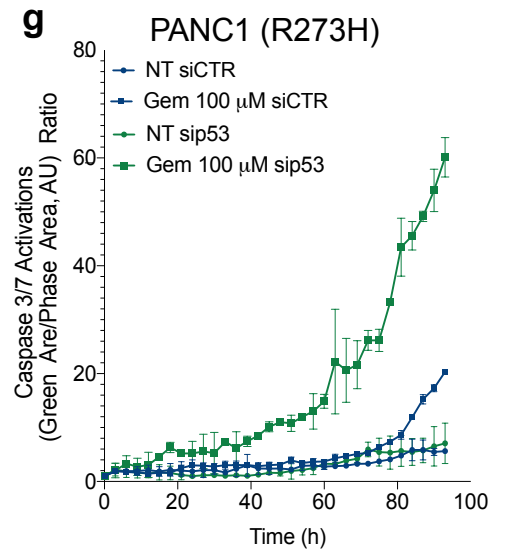 g
PANC1 (R273H)
NT siCTR
Gem 100 μM siCTR
NT sip53
Gem 100 μM sip53
Caspase 3/7 Activations
(Green Are/Phase Area, AU) Ratio
80
60
40
20
0
0 20 40 60 80 100
Time (h)